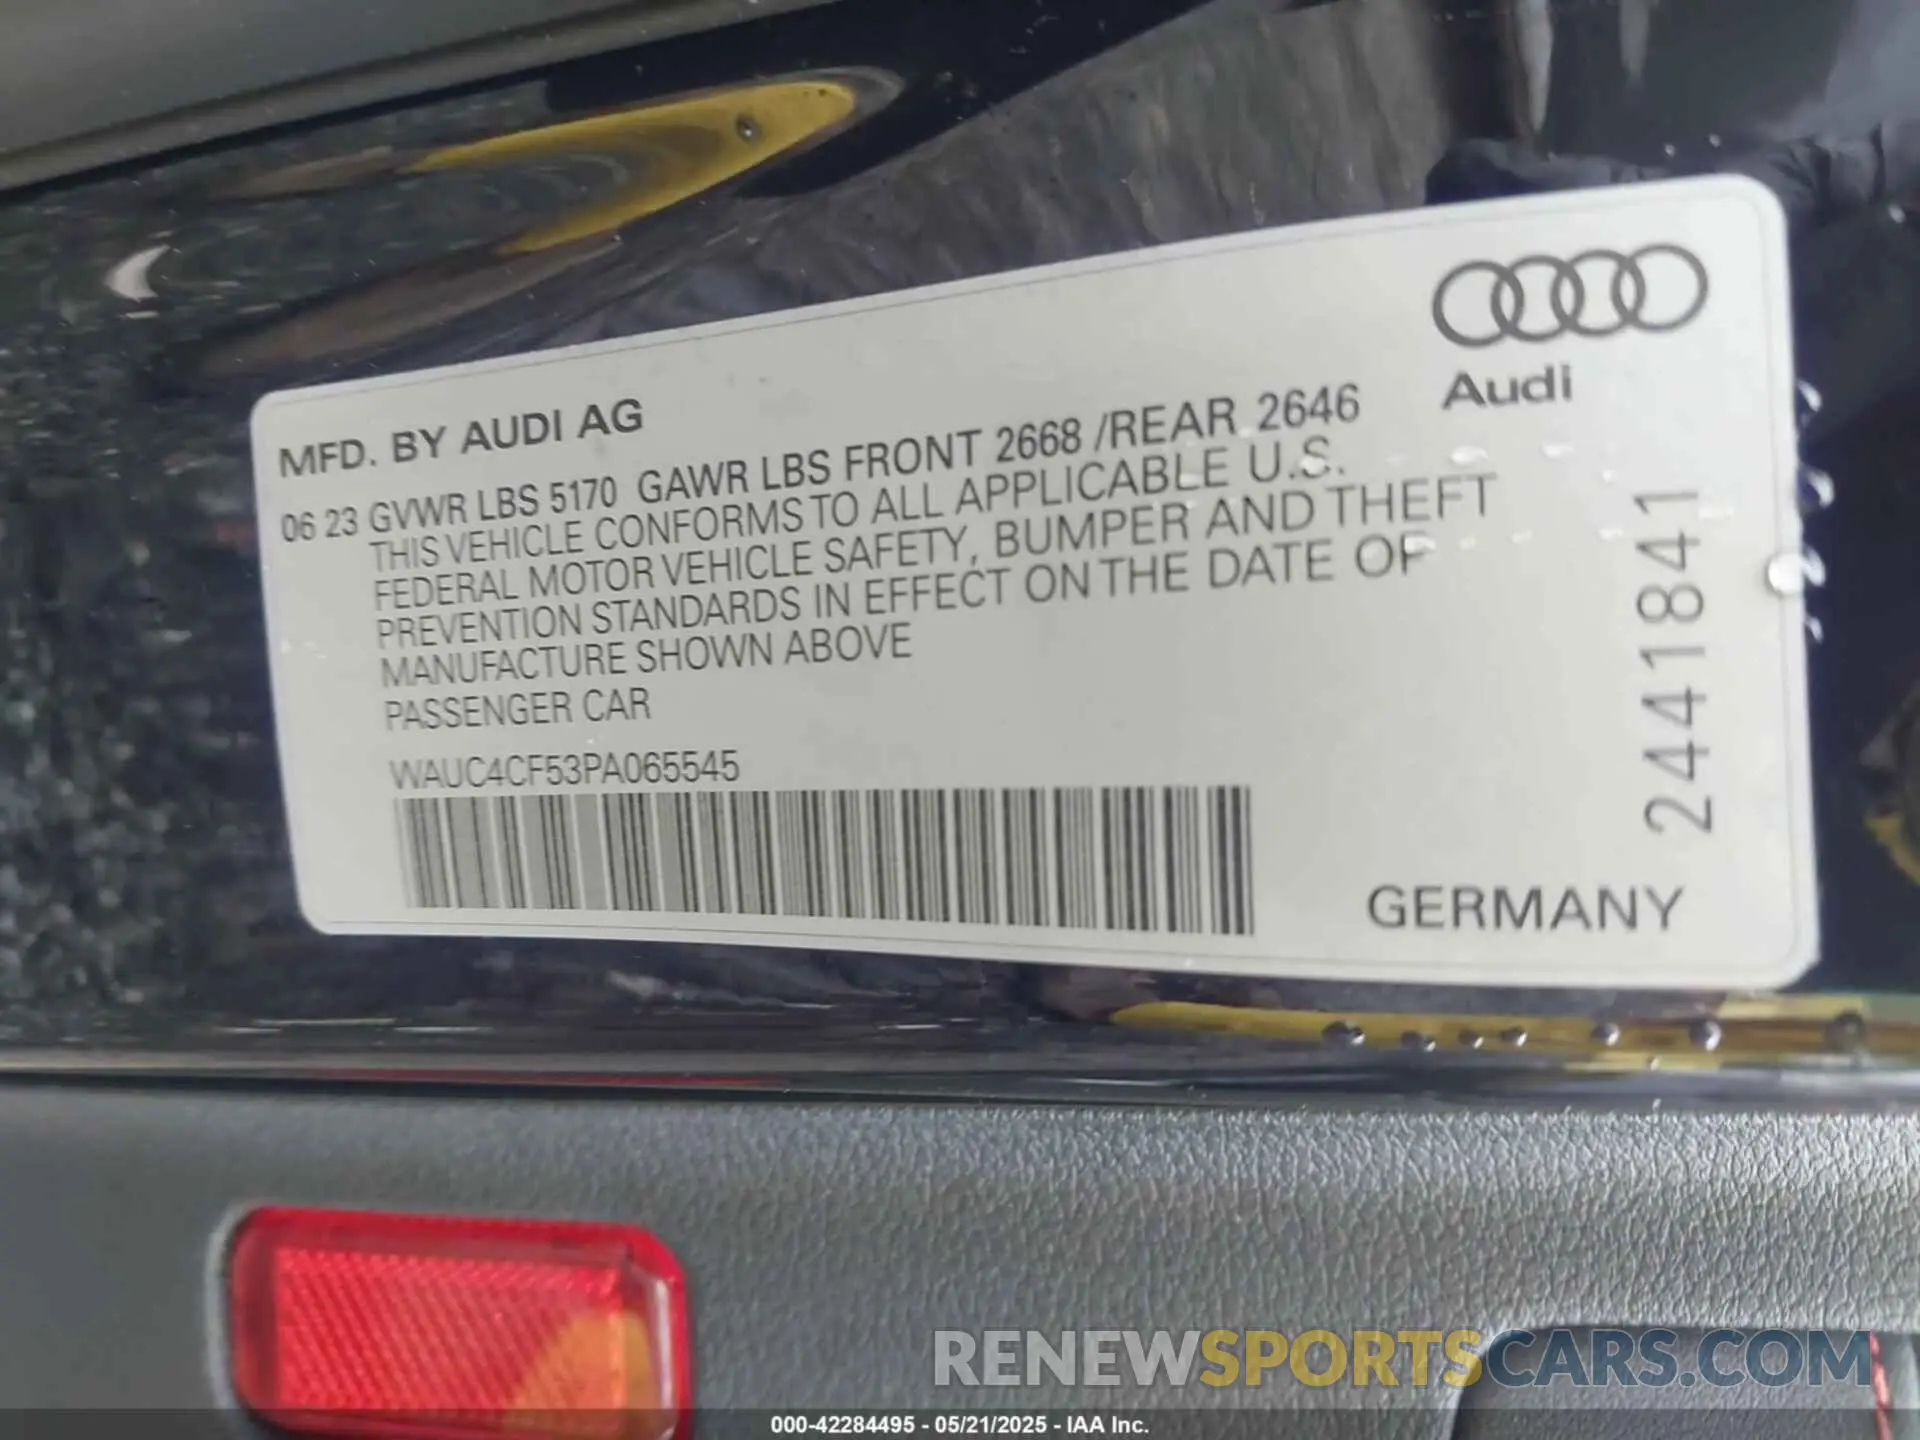 MFD. BY AUDI AG
Audi
06 23 GVWR LBS 5170 GAWR LBS FRONT 2668 /REAR 2646
THIS VEHICLE CONFORMS TO ALL APPLICABLE U.S.
FEDERAL MOTOR VEHICLE SAFETY, BUMPER AND THEFT
PREVENTION STANDARDS IN EFFECT ON THE DATE OF
MANUFACTURE SHOWN ABOVE
PASSENGER CAR
WAUC4CF53PA065545
2441841
GERMANY
RENEWSPORTSCARS.COM
000-42284495 - 05/21/2025 - IAA Inc.